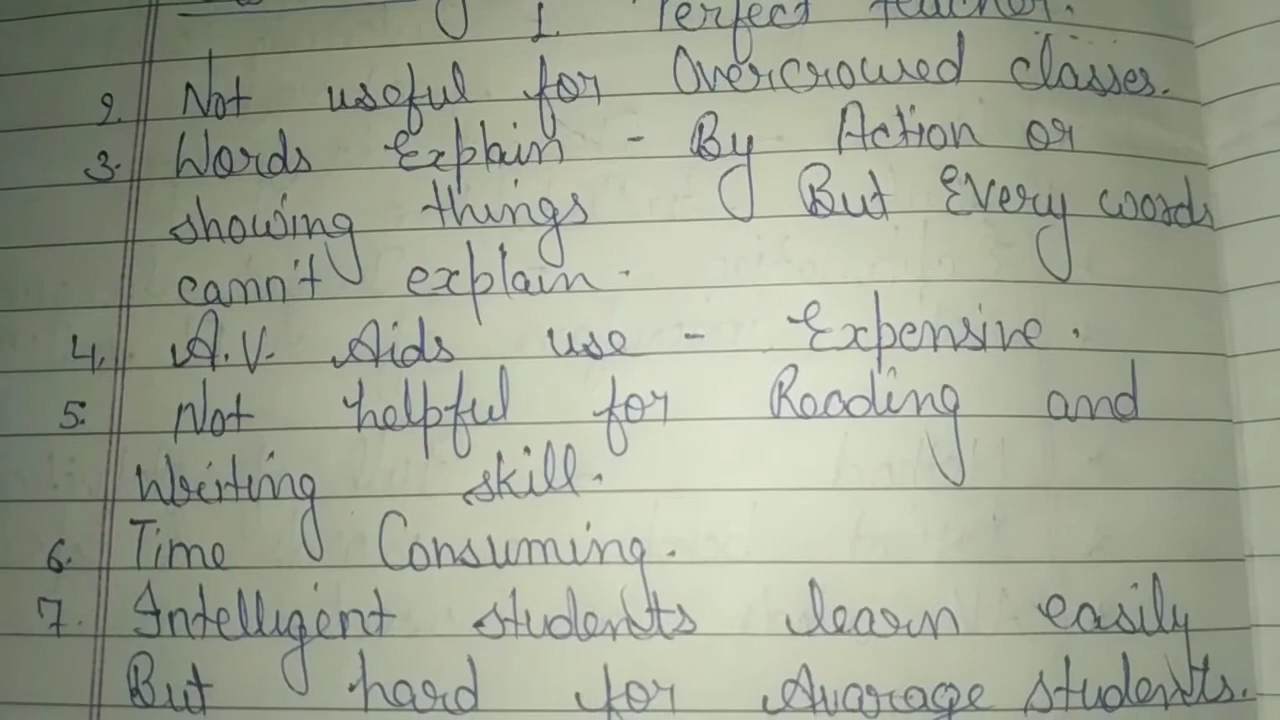 1. Perfect teacher.
2. Not useful for Overcrowed classes.
3. Words Explain - By Action or
showing things But Every words
camn't explain.
4. A.V. Aids use - Expensive.
5. Not helpful for Reading and
Writing skill.
6. Time Consuming.
7. Intelligent students learn easily
But hard for Avarage students.